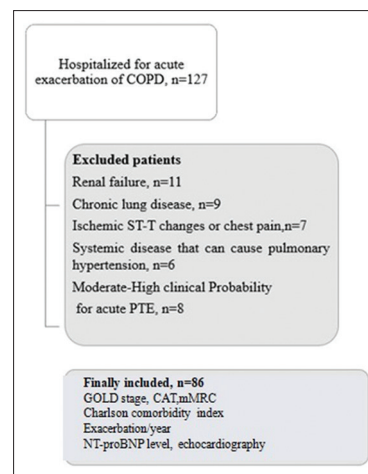 Hospitalized for acute
exacerbation of COPD, n=127
Excluded patients
Renal failure, n=11
Chronic lung disease, n=9
Ischemic ST-T changes or chest pain,n=7
Systemic disease that can cause pulmonary
hypertension, n=6
Moderate-High clinical Probability
for acute PTE, n=8
Finally included, n=86
GOLD stage, CAT,mMRC
Charlson comorbidity index
Exacerbation/year
NT-proBNP level, echocardiography